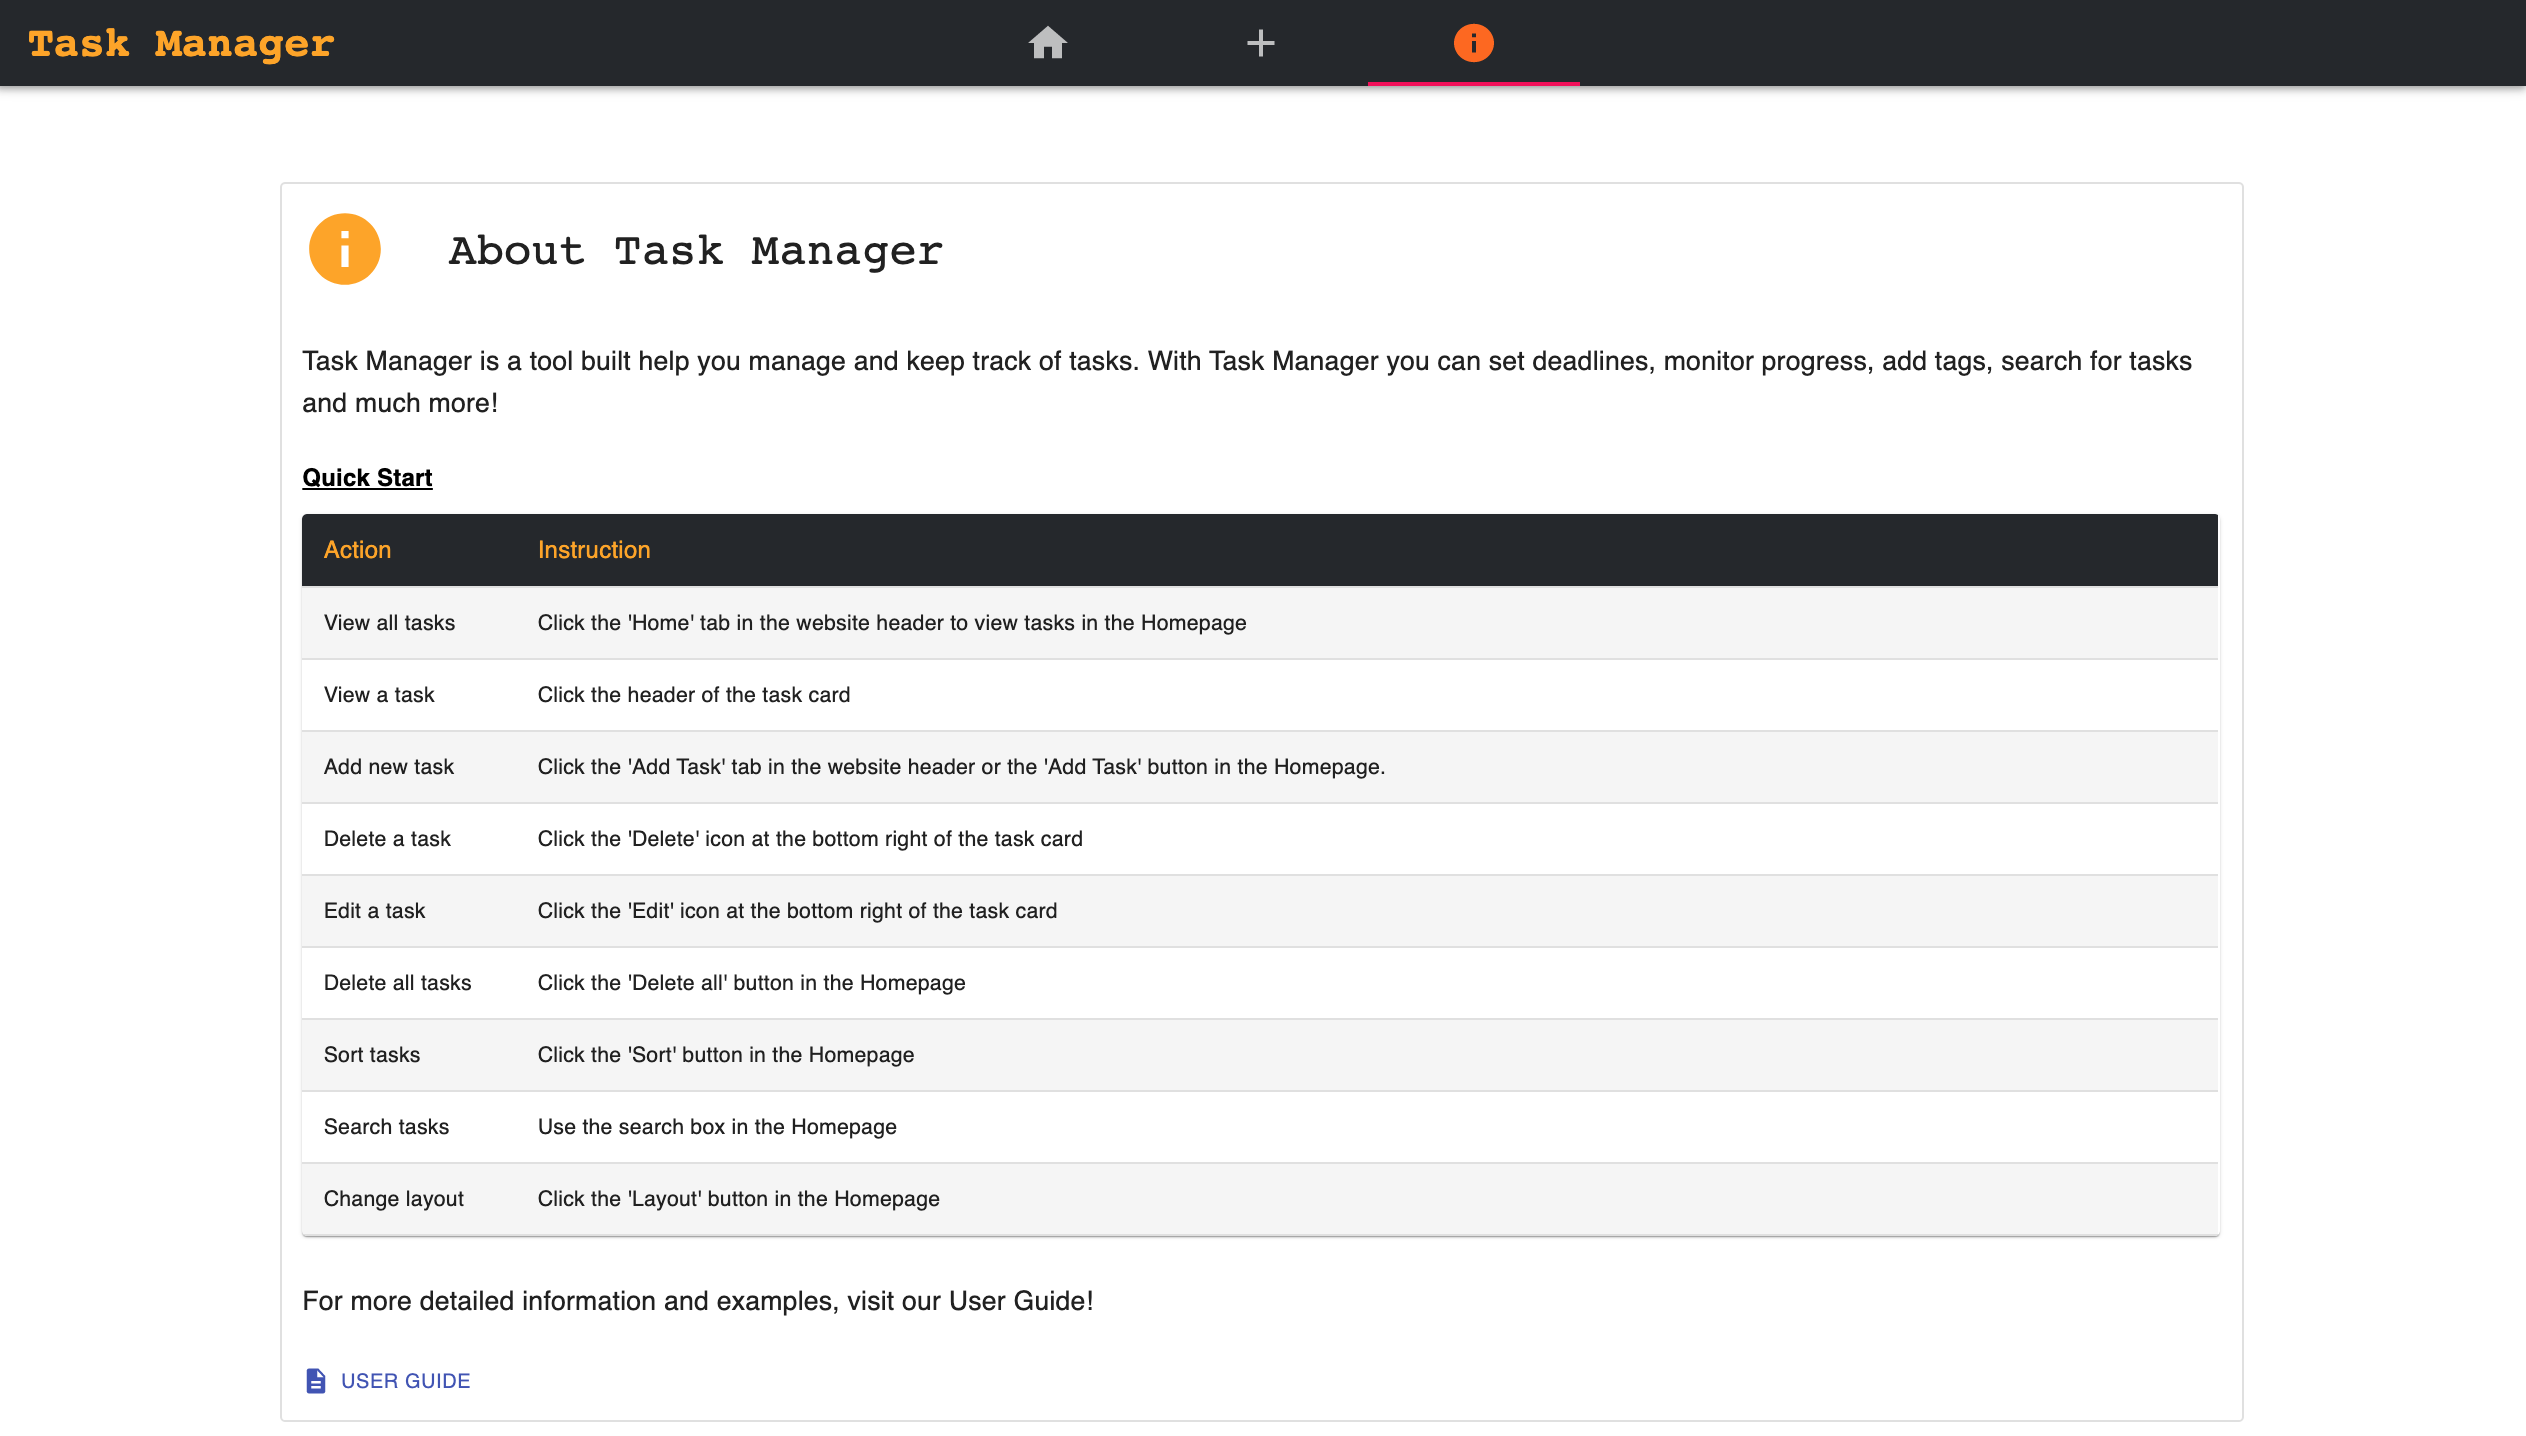 Task Manager
About Task Manager
Task Manager is a tool built help you manage and keep track of tasks. With Task Manager you can set deadlines, monitor progress, add tags, search for tasks
and much more!
Quick Start
Action Instruction
View all tasks Click the 'Home' tab in the website header to view tasks in the Homepage
View a task Click the header of the task card
Add new task Click the 'Add Task' tab in the website header or the 'Add Task' button in the Homepage.
Delete a task Click the 'Delete' icon at the bottom right of the task card
Edit a task Click the 'Edit' icon at the bottom right of the task card
Delete all tasks Click the 'Delete all' button in the Homepage
Sort tasks Click the 'Sort' button in the Homepage
Search tasks Use the search box in the Homepage
Change layout Click the 'Layout' button in the Homepage
For more detailed information and examples, visit our User Guide!
USER GUIDE